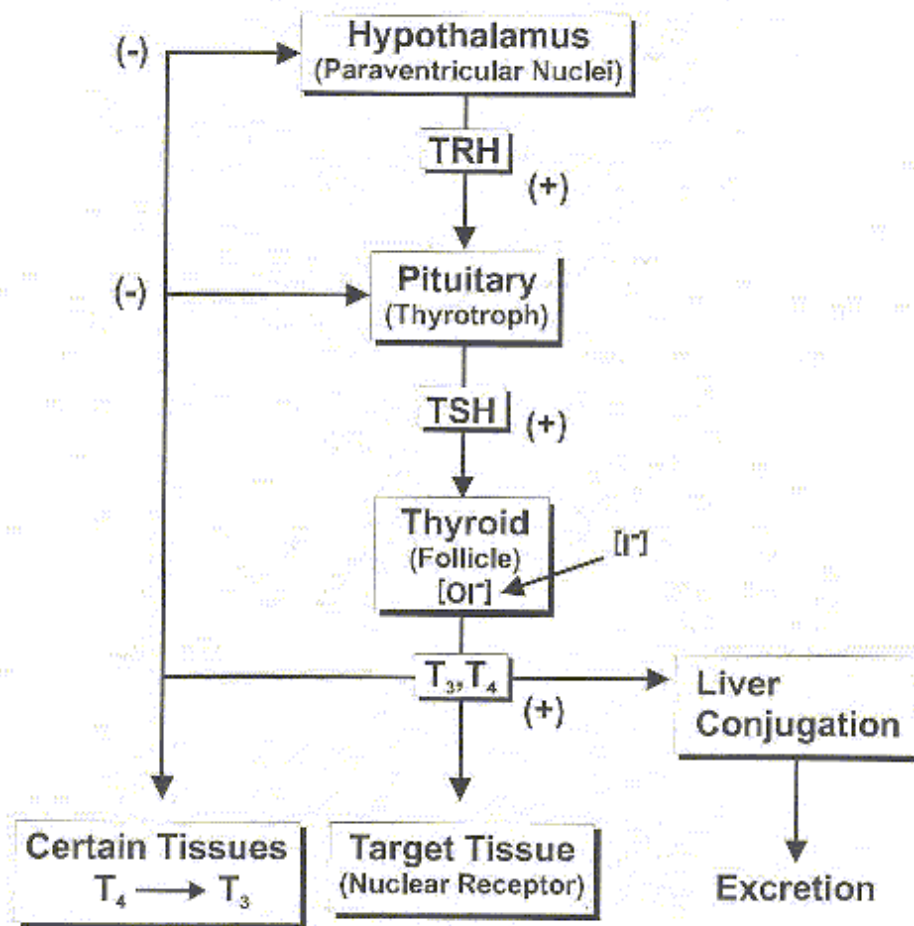 (-)
Hypothalamus
(Paraventricular Nuclei)
TRH
(+)
(-)
Pituitary
(Thyrotroph)
TSH
(+)
Thyroid
(Follicle)
[OI⁻]
[I⁻]
T₃, T₄
(+)
Liver
Conjugation
Certain Tissues
T₄ → T₃
Target Tissue
(Nuclear Receptor)
Excretion